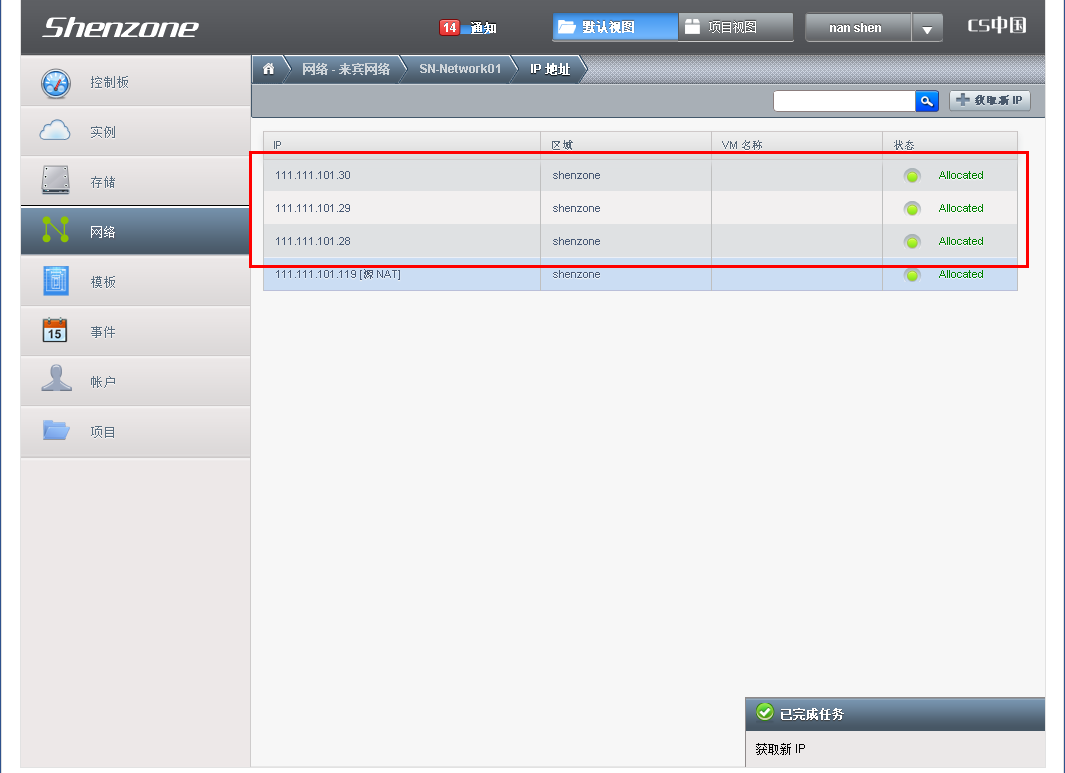 Shenzone
14 通知
默认视图
项目视图
nan shen
CS中国
控制板
实例
存储
网络
模板
15
事件
帐户
项目
网络 - 来宾网络
SN-Network01
IP 地址
获取新 IP
IP 区域 VM 名称 状态
111.111.101.30 shenzone Allocated
111.111.101.29 shenzone Allocated
111.111.101.28 shenzone Allocated
111.111.101.119 [源 NAT] shenzone Allocated
已完成任务
获取新 IP